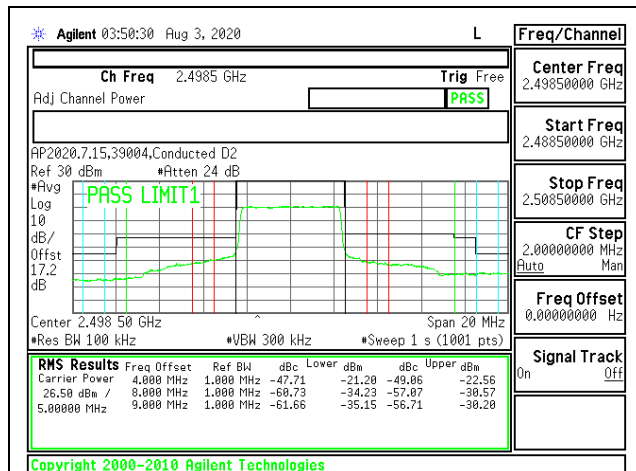 Agilent 03:50:30 Aug 3, 2020 L
Freq/Channel
Ch Freq 2.4985 GHz Trig Free
Adj Channel Power PASS
AP2020.7.15,39004,Conducted D2
Ref 30 dBm #Atten 24 dB
#Avg
Log
10
dB/
Offst
17.2
dB
PASS LIMIT1
Center 2.498 50 GHz ^ Span 20 MHz
#Res BW 100 kHz #VBW 300 kHz #Sweep 1 s (1001 pts)
RMS Results Freq Offset Ref BW dBc Lower dBm dBc Upper dBm
Carrier Power 4.000 MHz 1.000 MHz -47.71 -21.20 -49.06 -22.56
26.50 dBm / 8.000 MHz 1.000 MHz -60.73 -34.23 -57.07 -30.57
5.00000 MHz 9.000 MHz 1.000 MHz -61.66 -35.15 -56.71 -30.20
Center Freq
2.49850000 GHz
Start Freq
2.48850000 GHz
Stop Freq
2.50850000 GHz
CF Step
2.00000000 MHz
Auto Man
Freq Offset
0.00000000 Hz
Signal Track
On Off
Copyright 2000-2010 Agilent Technologies